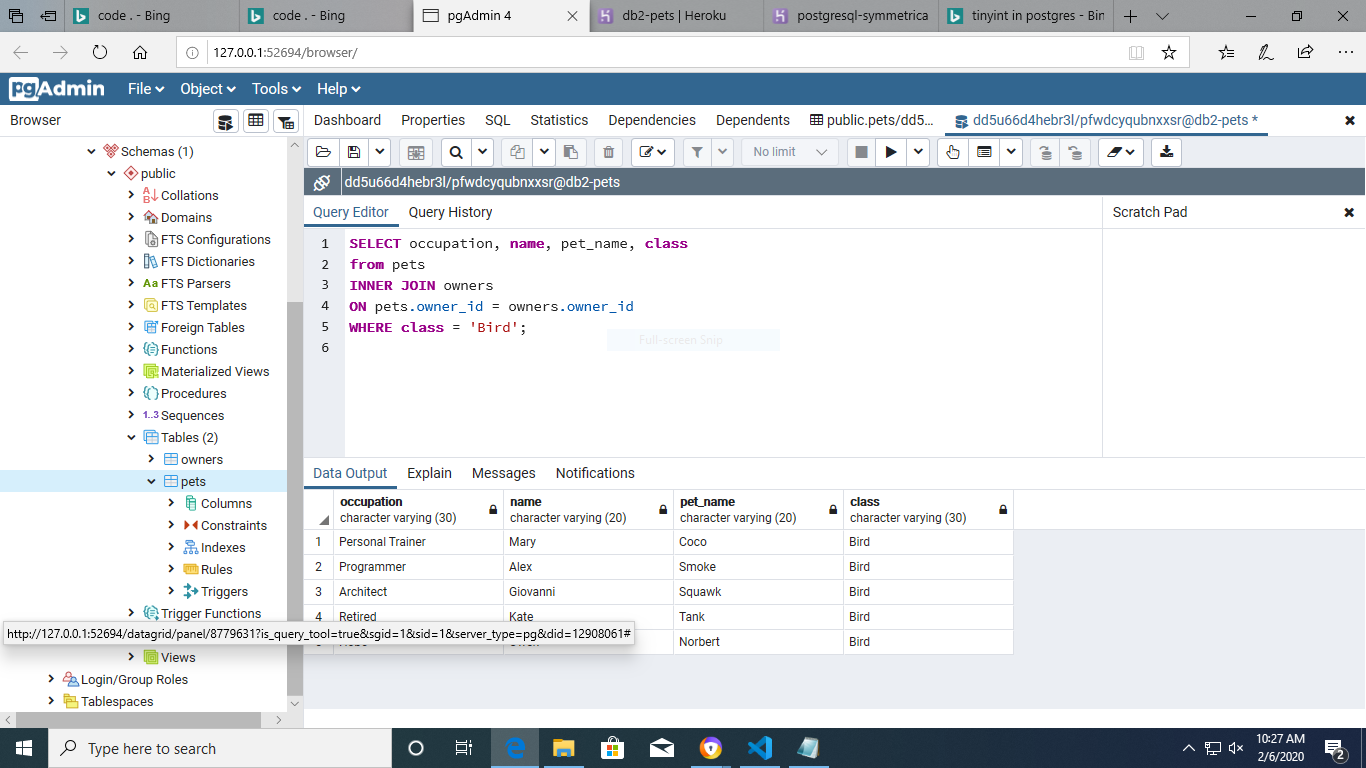 code . - Bing
code . - Bing
pgAdmin 4
db2-pets | Heroku
postgresql-symmetrica
tinyint in postgres - Bin
127.0.0.1:52694/browser/
pgAdmin File Object Tools Help
Browser
Dashboard Properties SQL Statistics Dependencies Dependents public.pets/dd5... dd5u66d4hebr3l/pfwdcyqubnxxsr@db2-pets *
No limit
dd5u66d4hebr3l/pfwdcyqubnxxsr@db2-pets
Schemas (1)
public
Collations
Domains
FTS Configurations
FTS Dictionaries
Aa FTS Parsers
FTS Templates
Foreign Tables
Functions
Materialized Views
Procedures
1..3 Sequences
Tables (2)
owners
pets
Columns
Constraints
Indexes
Rules
Triggers
Trigger Functions
http://127.0.0.1:52694/datagrid/panel/8779631?is_query_tool=true&sgid=1&sid=1&server_type=pg&did=12908061#
Views
Login/Group Roles
Tablespaces
Query Editor Query History
Scratch Pad
1 SELECT occupation, name, pet_name, class
2 from pets
3 INNER JOIN owners
4 ON pets.owner_id = owners.owner_id
5 WHERE class = 'Bird';
6
Full-screen Snip
Data Output Explain Messages Notifications
occupation name pet_name class
character varying (30) character varying (20) character varying (20) character varying (30)
1 Personal Trainer Mary Coco Bird
2 Programmer Alex Smoke Bird
3 Architect Giovanni Squawk Bird
4 Retired Kate Tank Bird
Norbert Bird
Type here to search
10:27 AM
2/6/2020
2